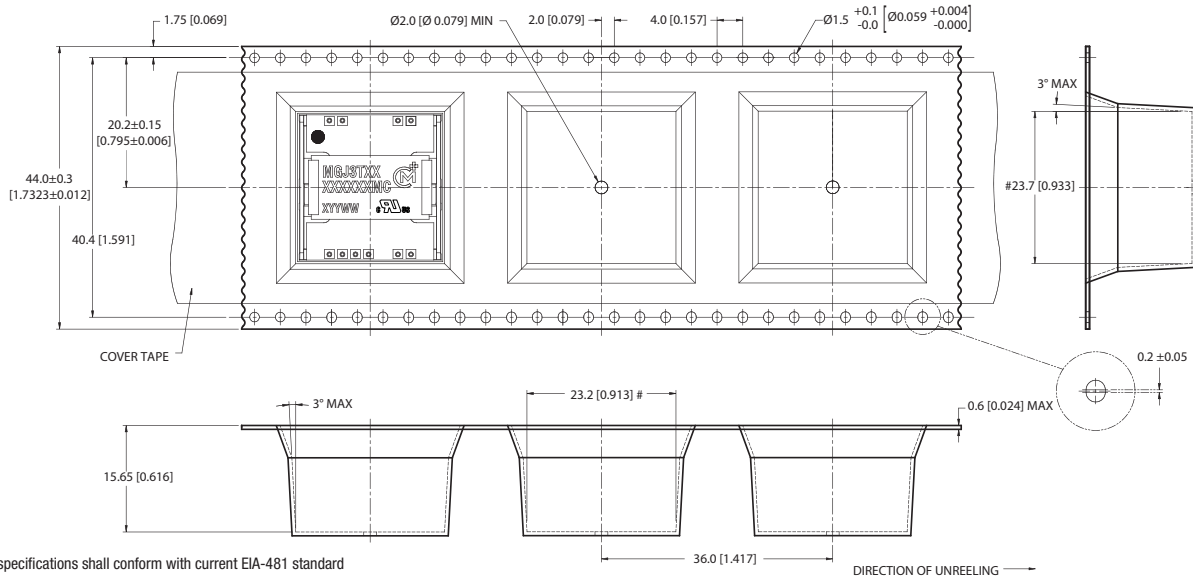 1.75 [0.069]
Ø2.0 [Ø 0.079] MIN
2.0 [0.079]
4.0 [0.157]
Ø1.5 +0.1 -0.0 [Ø0.059 +0.004 -0.000]
3° MAX
20.2±0.15
[0.795±0.006]
44.0±0.3
[1.7323±0.012]
40.4 [1.591]
#23.7 [0.933]
MGJ3TXX
XXXXXXMC
XYYWW
CM+
c RU us
COVER TAPE
0.2 ±0.05
3° MAX
23.2 [0.913] #
0.6 [0.024] MAX
15.65 [0.616]
36.0 [1.417]
specifications shall conform with current EIA-481 standard
DIRECTION OF UNREELING